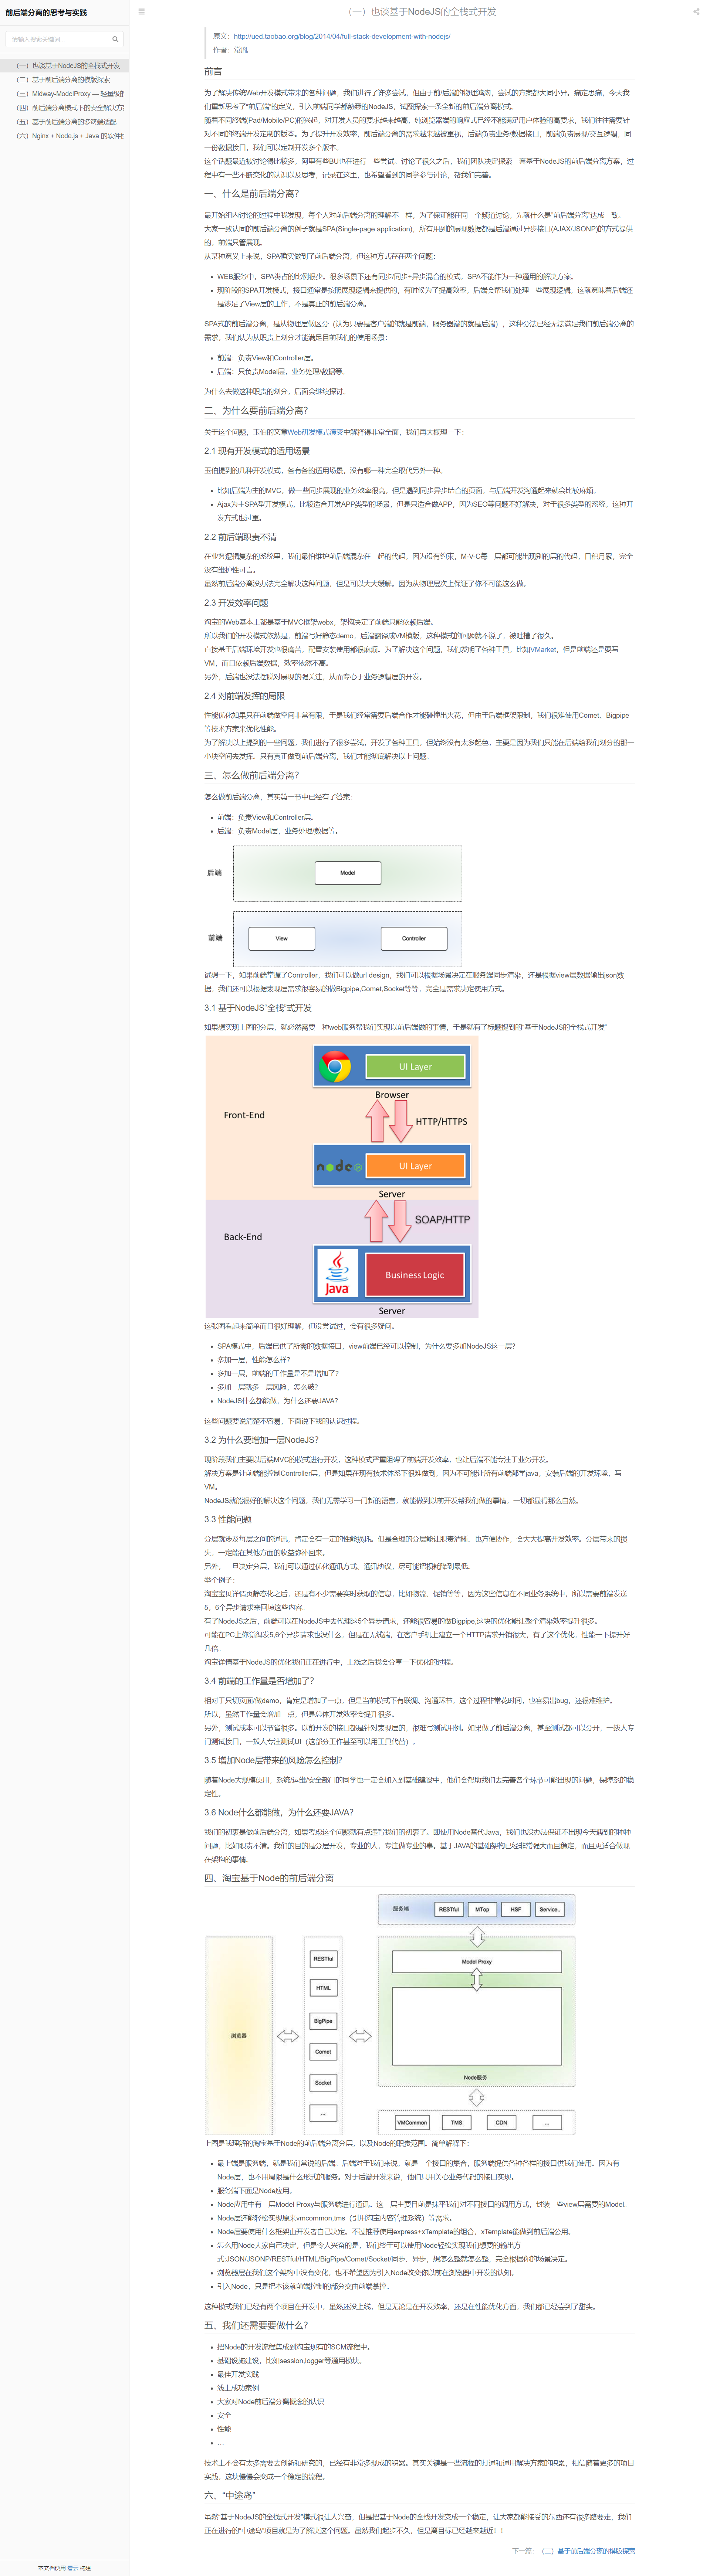 前后端分离的思考与实践
请输入搜索关键词
（一）也谈基于NodeJS的全栈式开发
（二）基于前后端分离的模版探索
（三）Midway-ModelProxy — 轻量级的
（四）前后端分离模式下的安全解决方案
（五）基于前后端分离的多终端适配
（六）Nginx + Node.js + Java 的软件栈
（一）也谈基于NodeJS的全栈式开发
原文：http://ued.taobao.org/blog/2014/04/full-stack-development-with-nodejs/
作者：常胤
前言
为了解决传统Web开发模式带来的各种问题，我们进行了许多尝试，但由于前/后端的物理鸿沟，尝试的方案都大同小异。痛定思痛，今天我
们重新思考了“前后端”的定义，引入前端同学都熟悉的NodeJS，试图探索一条全新的前后端分离模式。
随着不同终端(Pad/Mobile/PC)的兴起，对开发人员的要求越来越高，纯浏览器端的响应式已经不能满足用户体验的高要求，我们往往需要针
对不同的终端开发定制的版本。为了提升开发效率，前后端分离的需求越来越被重视，后端负责业务/数据接口，前端负责展现/交互逻辑，同
一份数据接口，我们可以定制开发多个版本。
这个话题最近被讨论得比较多，阿里有些BU也在进行一些尝试。讨论了很久之后，我们团队决定探索一套基于NodeJS的前后端分离方案，过
程中有一些不断变化的认识以及思考，记录在这里，也希望看到的同学参与讨论，帮我们完善。
一、什么是前后端分离？
最开始组内讨论的过程中我发现，每个人对前后端分离的理解不一样，为了保证能在同一个频道讨论，先就什么是”前后端分离”达成一致。
大家一致认同的前后端分离的例子就是SPA(Single-page application)，所有用到的展现数据都是后端通过异步接口(AJAX/JSONP)的方式提供
的，前端只管展现。
从某种意义上来说，SPA确实做到了前后端分离，但这种方式存在两个问题：
WEB服务中，SPA类占的比例很少。很多场景下还有同步/同步+异步混合的模式，SPA不能作为一种通用的解决方案。
现阶段的SPA开发模式，接口通常是按照展现逻辑来提供的，有时候为了提高效率，后端会帮我们处理一些展现逻辑，这就意味着后端还
是涉足了View层的工作，不是真正的前后端分离。
SPA式的前后端分离，是从物理层做区分（认为只要是客户端的就是前端，服务器端的就是后端），这种分法已经无法满足我们前后端分离的
需求，我们认为从职责上划分才能满足目前我们的使用场景：
前端：负责View和Controller层。
后端：只负责Model层，业务处理/数据等。
为什么去做这种职责的划分，后面会继续探讨。
二、为什么要前后端分离？
关于这个问题，玉伯的文章Web研发模式演变中解释得非常全面，我们再大概理一下：
2.1 现有开发模式的适用场景
玉伯提到的几种开发模式，各有各的适用场景，没有哪一种完全取代另外一种。
比如后端为主的MVC，做一些同步展现的业务效率很高，但是遇到同步异步结合的页面，与后端开发沟通起来就会比较麻烦。
Ajax为主SPA型开发模式，比较适合开发APP类型的场景，但是只适合做APP，因为SEO等问题不好解决，对于很多类型的系统，这种开
发方式也过重。
2.2 前后端职责不清
在业务逻辑复杂的系统里，我们最怕维护前后端混杂在一起的代码，因为没有约束，M-V-C每一层都可能出现别的层的代码，日积月累，完全
没有维护性可言。
虽然前后端分离没办法完全解决这种问题，但是可以大大缓解。因为从物理层次上保证了你不可能这么做。
2.3 开发效率问题
淘宝的Web基本上都是基于MVC框架webx，架构决定了前端只能依赖后端。
所以我们的开发模式依然是，前端写好静态demo，后端翻译成VM模版，这种模式的问题就不说了，被吐槽了很久。
直接基于后端环境开发也很痛苦，配置安装使用都很麻烦。为了解决这个问题，我们发明了各种工具，比如VMarket，但是前端还是要写
VM，而且依赖后端数据，效率依然不高。
另外，后端也没法摆脱对展现的强关注，从而专心于业务逻辑层的开发。
2.4 对前端发挥的局限
性能优化如果只在前端做空间非常有限，于是我们经常需要后端合作才能碰撞出火花，但由于后端框架限制，我们很难使用Comet、Bigpipe
等技术方案来优化性能。
为了解决以上提到的一些问题，我们进行了很多尝试，开发了各种工具，但始终没有太多起色，主要是因为我们只能在后端给我们划分的那一
小块空间去发挥。只有真正做到前后端分离，我们才能彻底解决以上问题。
三、怎么做前后端分离？
怎么做前后端分离，其实第一节中已经有了答案：
前端：负责View和Controller层。
后端：负责Model层，业务处理/数据等。
后端
Model
前端
View
Controller
试想一下，如果前端掌握了Controller，我们可以做url design，我们可以根据场景决定在服务端同步渲染，还是根据view层数据输出json数
据，我们还可以根据表现层需求很容易的做Bigpipe,Comet,Socket等等，完全是需求决定使用方式。
3.1 基于NodeJS“全栈”式开发
如果想实现上图的分层，就必然需要一种web服务帮我们实现以前后端做的事情，于是就有了标题提到的“基于NodeJS的全栈式开发”
UI Layer
Browser
Front-End
HTTP/HTTPS
node
UI Layer
Server
SOAP/HTTP
Back-End
Java
Business Logic
Server
这张图看起来简单而且很好理解，但没尝试过，会有很多疑问。
SPA模式中，后端已供了所需的数据接口，view前端已经可以控制，为什么要多加NodeJS这一层？
多加一层，性能怎么样？
多加一层，前端的工作量是不是增加了？
多加一层就多一层风险，怎么破？
NodeJS什么都能做，为什么还要JAVA？
这些问题要说清楚不容易，下面说下我的认识过程。
3.2 为什么要增加一层NodeJS？
现阶段我们主要以后端MVC的模式进行开发，这种模式严重阻碍了前端开发效率，也让后端不能专注于业务开发。
解决方案是让前端能控制Controller层，但是如果在现有技术体系下很难做到，因为不可能让所有前端都学java，安装后端的开发环境，写
VM。
NodeJS就能很好的解决这个问题，我们无需学习一门新的语言，就能做到以前开发帮我们做的事情，一切都显得那么自然。
3.3 性能问题
分层就涉及每层之间的通讯，肯定会有一定的性能损耗。但是合理的分层能让职责清晰、也方便协作，会大大提高开发效率。分层带来的损
失，一定能在其他方面的收益弥补回来。
另外，一旦决定分层，我们可以通过优化通讯方式、通讯协议，尽可能把损耗降到最低。
举个例子：
淘宝宝贝详情页静态化之后，还是有不少需要实时获取的信息，比如物流、促销等等，因为这些信息在不同业务系统中，所以需要前端发送
5，6个异步请求来回填这些内容。
有了NodeJS之后，前端可以在NodeJS中去代理这5个异步请求，还能很容易的做Bigpipe,这块的优化能让整个渲染效率提升很多。
可能在PC上你觉得发5,6个异步请求也没什么，但是在无线端，在客户手机上建立一个HTTP请求开销很大，有了这个优化，性能一下提升好
几倍。
淘宝详情基于NodeJS的优化我们正在进行中，上线之后我会分享一下优化的过程。
3.4 前端的工作量是否增加了？
相对于只切页面/做demo，肯定是增加了一点，但是当前模式下有联调、沟通环节，这个过程非常花时间，也容易出bug，还很难维护。
所以，虽然工作量会增加一点，但是总体开发效率会提升很多。
另外，测试成本可以节省很多。以前开发的接口都是针对表现层的，很难写测试用例。如果做了前后端分离，甚至测试都可以分开，一拨人专
门测试接口，一拨人专注测试UI（这部分工作甚至可以用工具代替）。
3.5 增加Node层带来的风险怎么控制？
随着Node大规模使用，系统/运维/安全部门的同学也一定会加入到基础建设中，他们会帮助我们去完善各个环节可能出现的问题，保障系的稳
定性。
3.6 Node什么都能做，为什么还要JAVA？
我们的初衷是做前后端分离，如果考虑这个问题就有点违背我们的初衷了。即使用Node替代Java，我们也没办法保证不出现今天遇到的种种
问题，比如职责不清。我们的目的是分层开发，专业的人，专注做专业的事。基于JAVA的基础架构已经非常强大而且稳定，而且更适合做现
在架构的事情。
四、淘宝基于Node的前后端分离
服务端
RESTful
MTop
HSF
Service..
Model Proxy
RESTful
HTML
BigPipe
浏览器
Comet
Socket
...
Node服务
VMCommon
TMS
CDN
...
上图是我理解的淘宝基于Node的前后端分离分层，以及Node的职责范围。简单解释下：
最上端是服务端，就是我们常说的后端。后端对于我们来说，就是一个接口的集合，服务端提供各种各样的接口供我们使用。因为有
Node层，也不用局限是什么形式的服务。对于后端开发来说，他们只用关心业务代码的接口实现。
服务端下面是Node应用。
Node应用中有一层Model Proxy与服务端进行通讯。这一层主要目前是抹平我们对不同接口的调用方式，封装一些view层需要的Model。
Node层还能轻松实现原来vmcommon,tms（引用淘宝内容管理系统）等需求。
Node层要使用什么框架由开发者自己决定。不过推荐使用express+xTemplate的组合，xTemplate能做到前后端公用。
怎么用Node大家自己决定，但是令人兴奋的是，我们终于可以使用Node轻松实现我们想要的输出方
式:JSON/JSONP/RESTful/HTML/BigPipe/Comet/Socket/同步、异步，想怎么整就怎么整，完全根据你的场景决定。
浏览器层在我们这个架构中没有变化，也不希望因为引入Node改变你以前在浏览器中开发的认知。
引入Node，只是把本该就前端控制的部分交由前端掌控。
这种模式我们已经有两个项目在开发中，虽然还没上线，但是无论是在开发效率，还是在性能优化方面，我们都已经尝到了甜头。
五、我们还需要要做什么？
把Node的开发流程集成到淘宝现有的SCM流程中。
基础设施建设，比如session,logger等通用模块。
最佳开发实践
线上成功案例
大家对Node前后端分离概念的认识
安全
性能
…
技术上不会有太多需要去创新和研究的，已经有非常多现成的积累。其实关键是一些流程的打通和通用解决方案的积累，相信随着更多的项目
实践，这块慢慢会变成一个稳定的流程。
六、“中途岛”
虽然“基于NodeJS的全栈式开发”模式很让人兴奋，但是把基于Node的全栈开发变成一个稳定，让大家都能接受的东西还有很多路要走，我们
正在进行的“中途岛”项目就是为了解决这个问题。虽然我们起步不久，但是离目标已经越来越近！！
下一篇：（二）基于前后端分离的模版探索
本文档使用 看云 构建